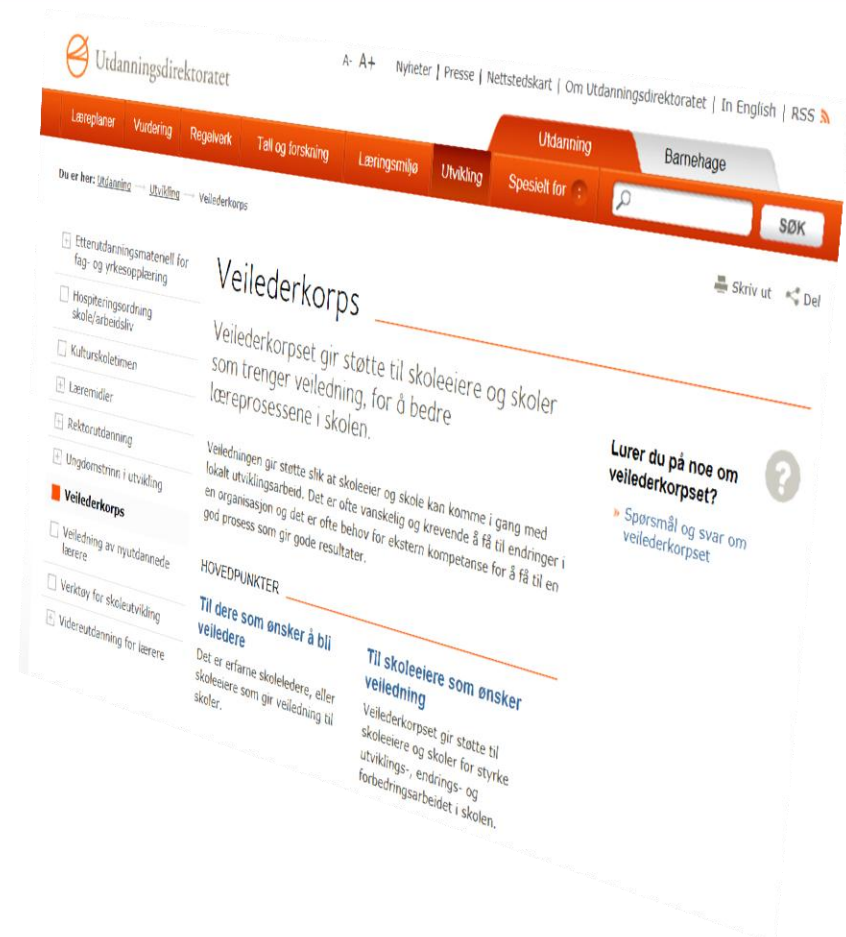 Utdanningsdirektoratet
A- A+ Nyheter | Presse | Nettstedskart | Om Utdanningsdirektoratet | In English | RSS
Utdanning Barnehage
Læreplaner Vurdering Regelverk Tall og forskning Læringsmiljø Utvikling Spesielt for SØK
Du er her: Utdanning → Utvikling → Veilederkorps
Skriv ut Del
Etterutdanningsmateriell for
fag- og yrkesopplæring
Hospiteringsordning
skole/arbeidsliv
Kulturskoletimen
Læremidler
Rektorutdanning
Ungdomstrinn i utvikling
Veilederkorps
Veiledning av nyutdannede
lærere
Verktøy for skoleutvikling
Videreutdanning for lærere
Veilederkorps
Veilederkorpset gir støtte til skoleeiere og skoler
som trenger veiledning, for å bedre
læreprosessene i skolen.
Veiledningen gir støtte slik at skoleeier og skole kan komme i gang med
lokalt utviklingsarbeid. Det er ofte vanskelig og krevende å få til endringer i
en organisasjon og det er ofte behov for ekstern kompetanse for å få til en
god prosess som gir gode resultater.
HOVEDPUNKTER
Til dere som ønsker å bli
veiledere
Det er erfarne skoleledere, eller
skoleeiere som gir veiledning til
skoler.
Til skoleeiere som ønsker
veiledning
Veilederkorpset gir støtte til
skoleeiere og skoler for styrke
utviklings-, endrings- og
forbedringsarbeidet i skolen.
Lurer du på noe om
veilederkorpset?
?
» Spørsmål og svar om
veilederkorpset